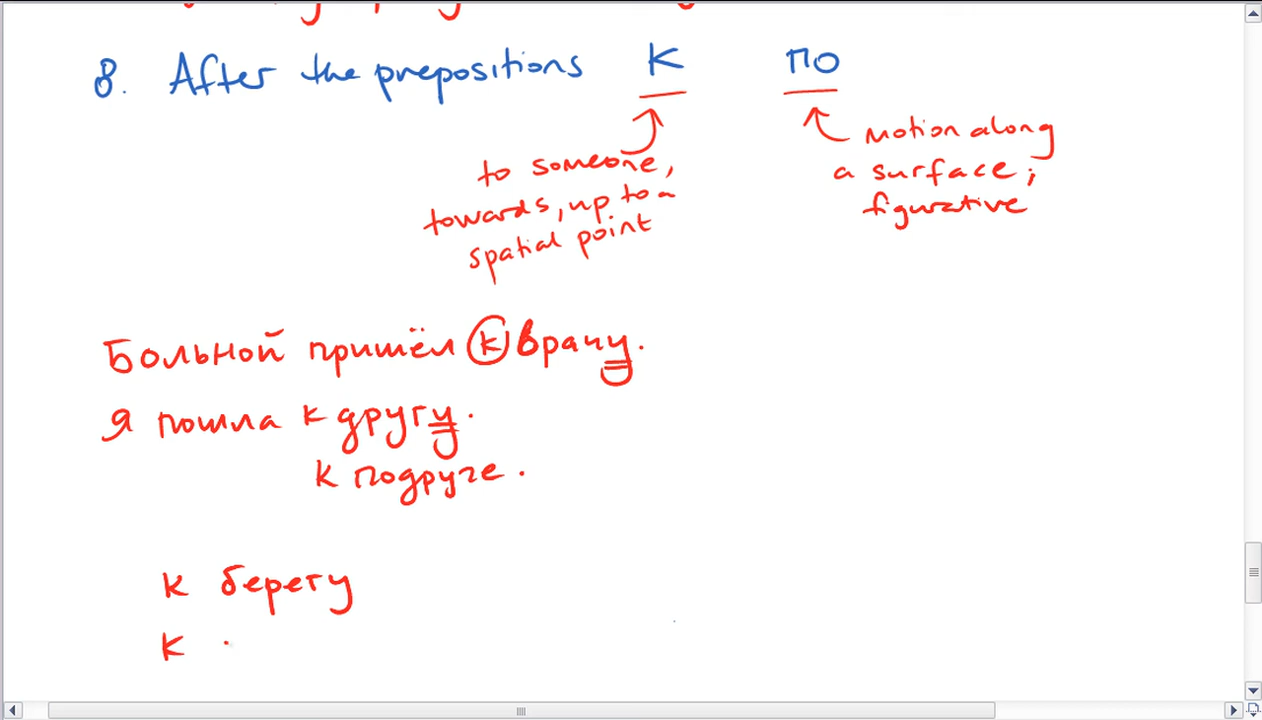 8. After the prepositions к по
to someone,
towards, up to a
spatial point
motion along
a surface;
figurative
Больной пришёл к врачу.
Я пошла к другу.
к подруге.
к берегу
к